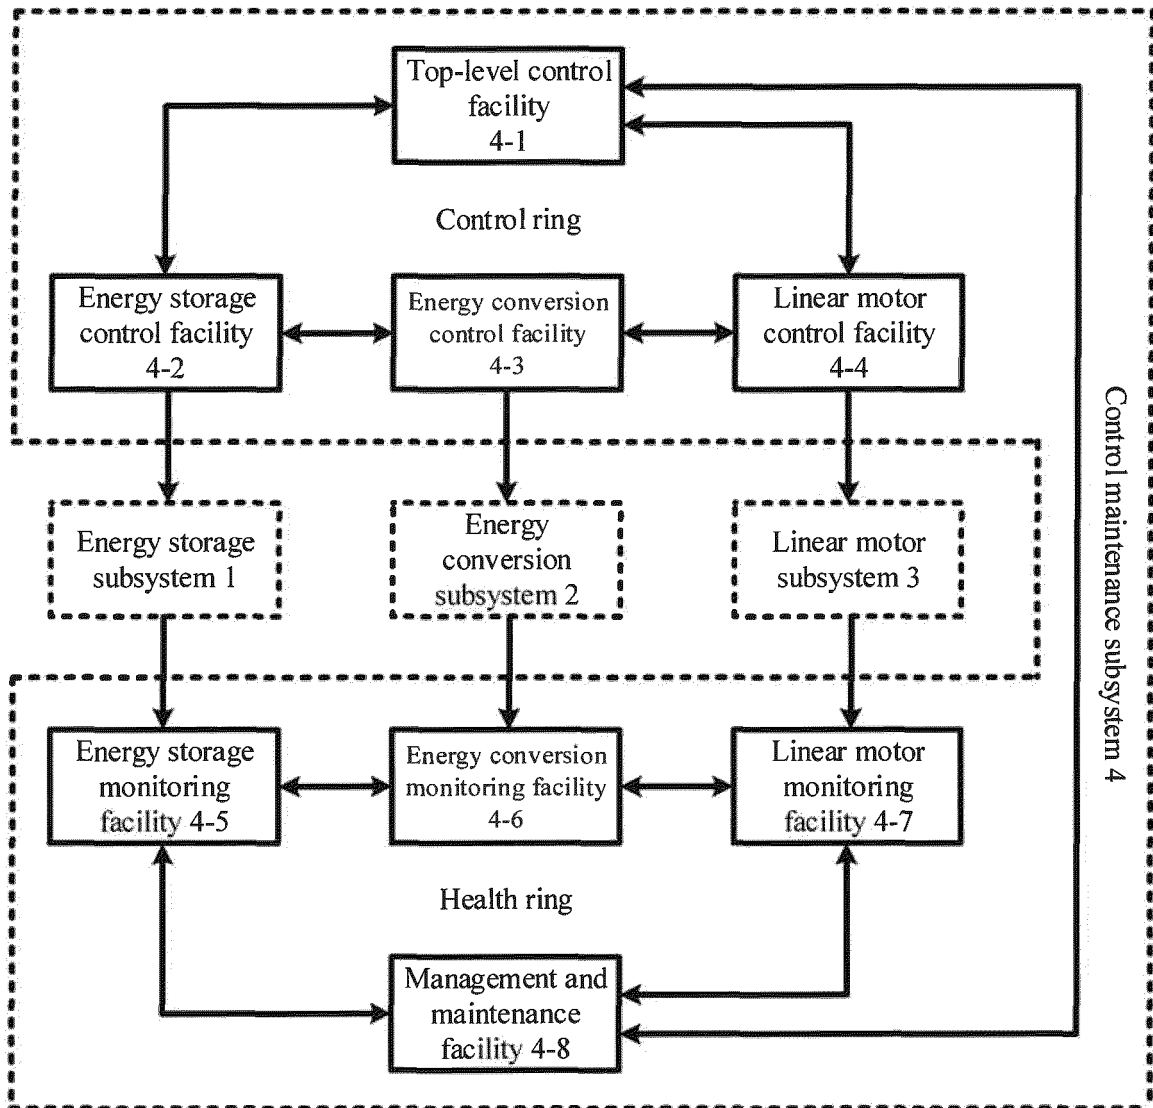 Top-level control
facility
4-1
Control ring
Energy storage
control facility
4-2
Energy conversion
control facility
4-3
Linear motor
control facility
4-4
Energy storage
subsystem 1
Energy
conversion
subsystem 2
Linear motor
subsystem 3
Control maintenance subsystem 4
Energy storage
monitoring
facility 4-5
Energy conversion
monitoring facility
4-6
Linear motor
monitoring
facility 4-7
Health ring
Management and
maintenance
facility 4-8